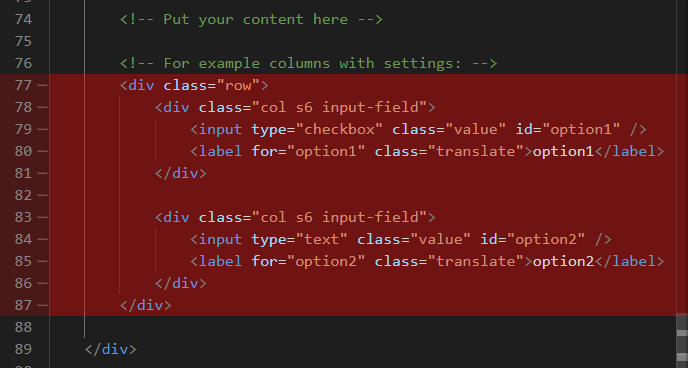 74 <!-- Put your content here -->
75
76 <!-- For example columns with settings: -->
77 — <div class="row">
78 — <div class="col s6 input-field">
79 — <input type="checkbox" class="value" id="option1" />
80 — <label for="option1" class="translate">option1</label>
81 — </div>
82 —
83 — <div class="col s6 input-field">
84 — <input type="text" class="value" id="option2" />
85 — <label for="option2" class="translate">option2</label>
86 — </div>
87 — </div>
88
89 </div>